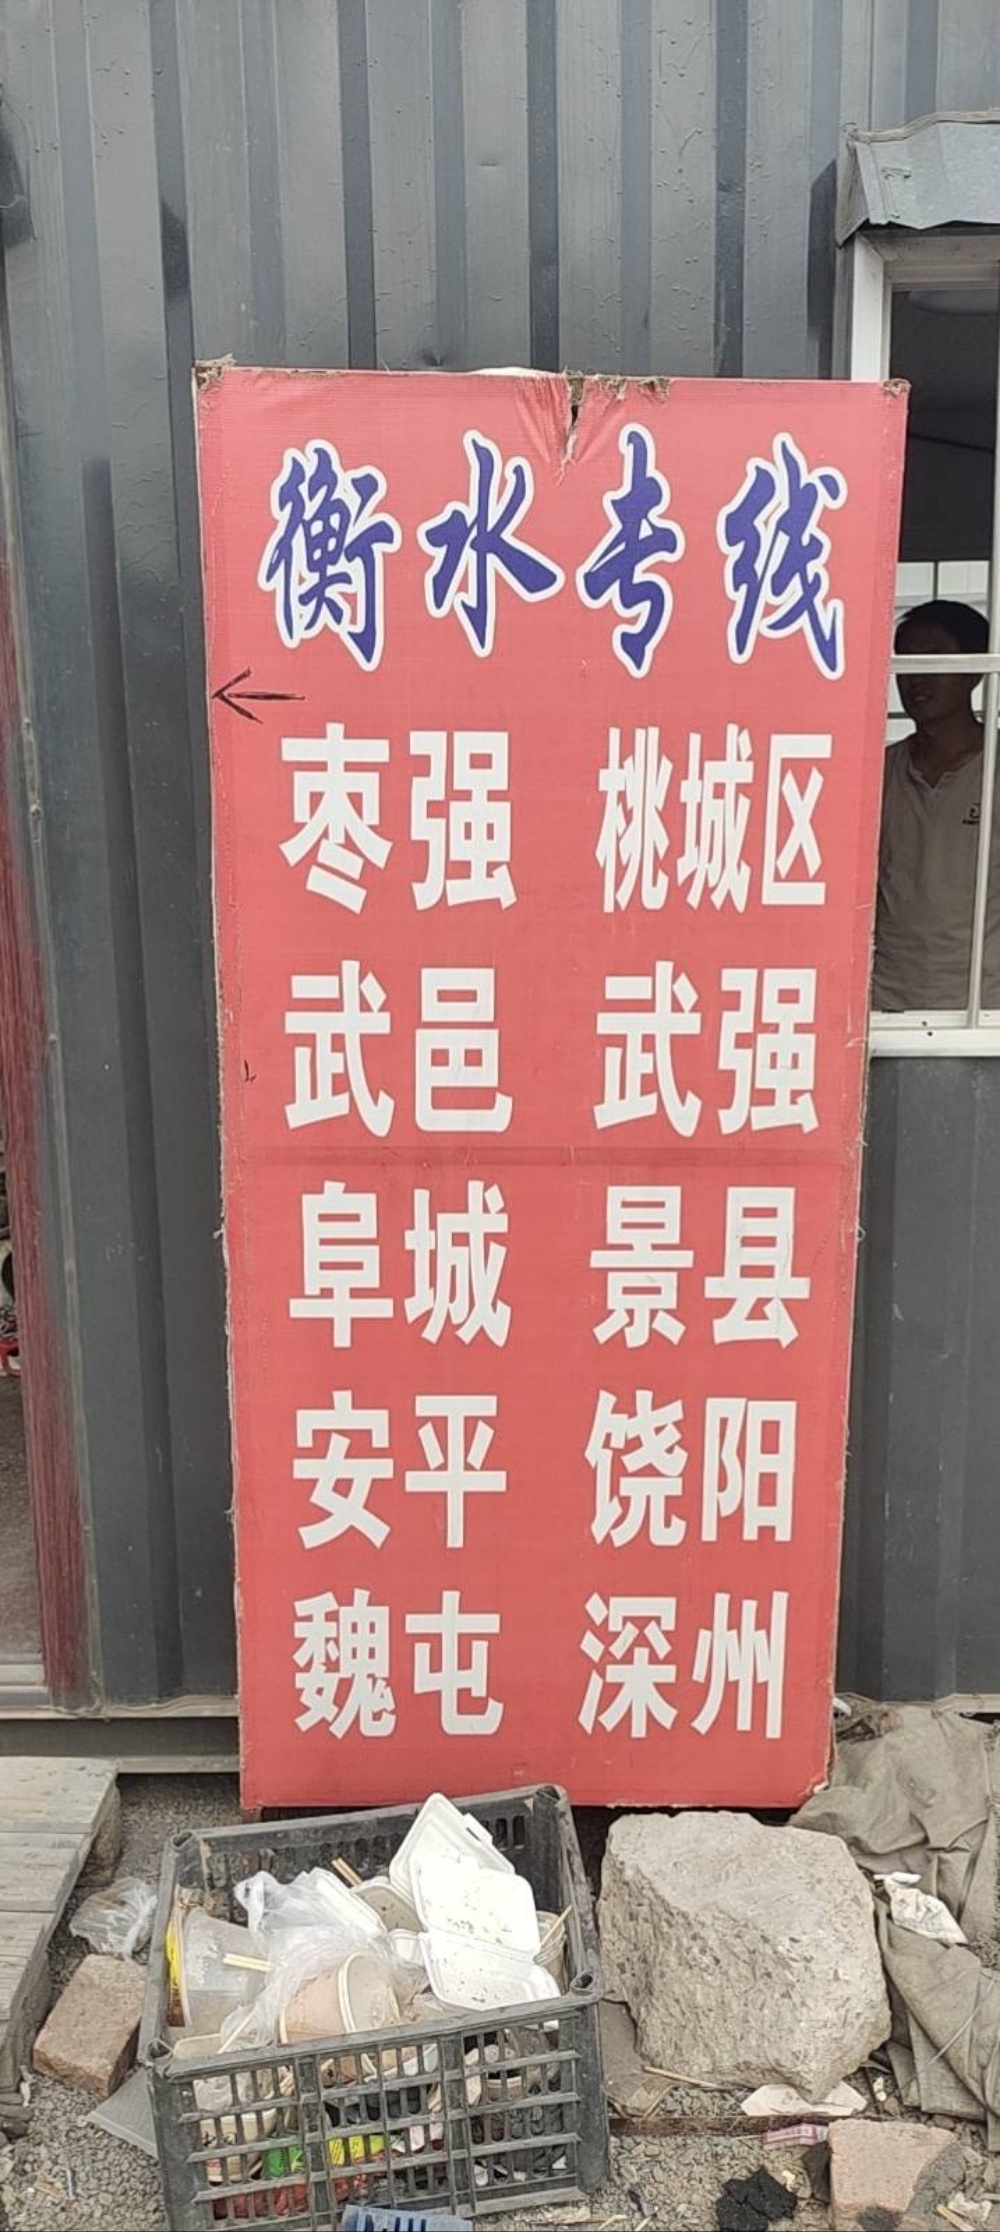 衡水专线
枣强 桃城区
武邑 武强
阜城 景县
安平 饶阳
魏屯 深州